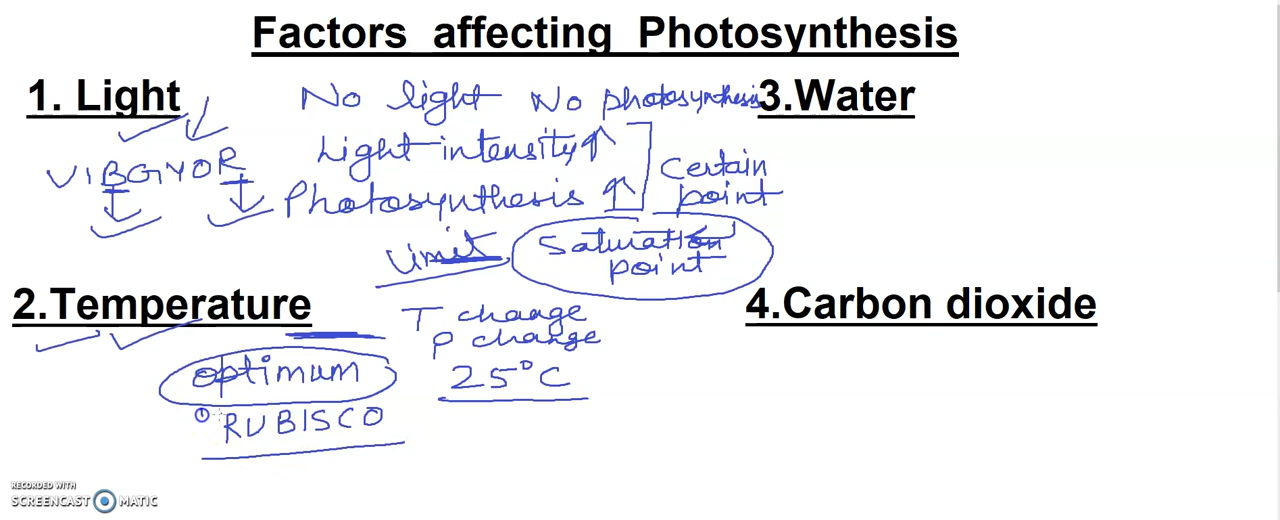 Factors affecting Photosynthesis
1. Light
No light No photosynthesis
3.Water
VIBGYOR
Light intensity ↑
Photosynthesis ↑
Certain
point
limit
Saturation
point
2.Temperature
T change
P change
4.Carbon dioxide
optimum
25°C
RUBISCO
RECORDED WITH
SCREENCAST MATIC